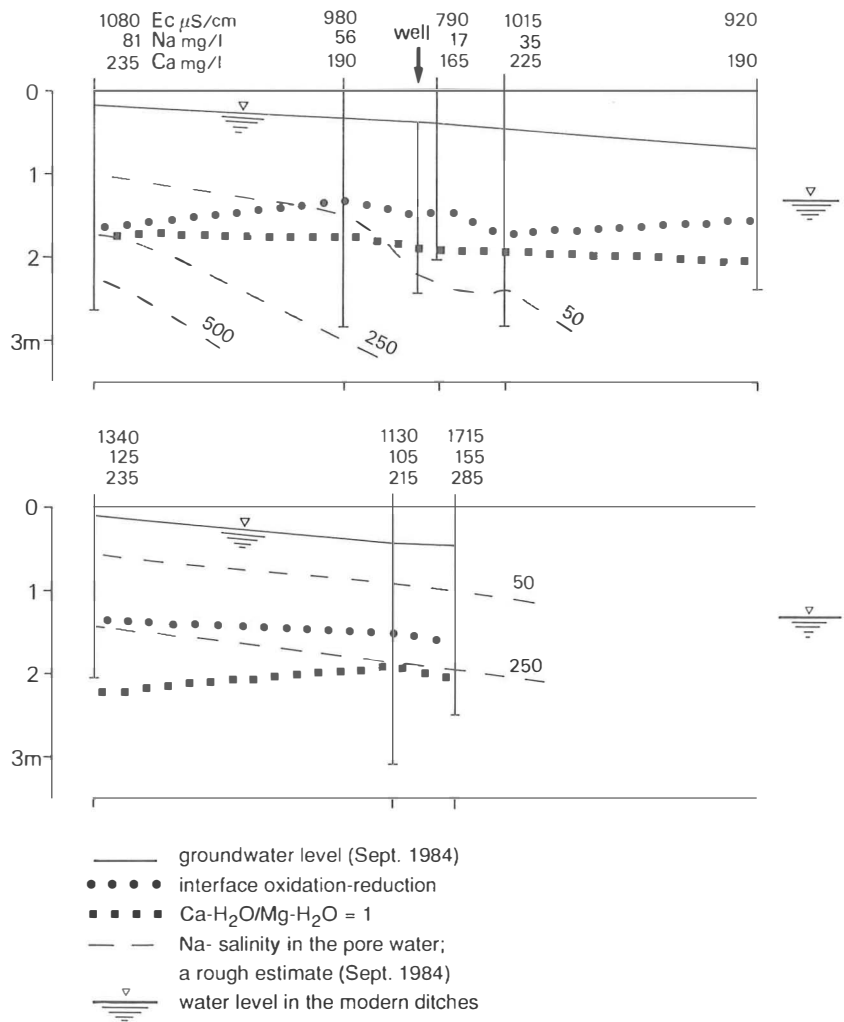 1080 Ec µS/cm 980 790 1015 920
81 Na mg/l 56 well 17 35
235 Ca mg/l 190 165 225 190
0
1
2
3m
500
250
50
1340 1130 1715
125 105 155
235 215 285
0
1
2
3m
50
250
groundwater level (Sept. 1984)
interface oxidation-reduction
Ca-H₂O/Mg-H₂O = 1
Na- salinity in the pore water;
a rough estimate (Sept. 1984)
water level in the modern ditches